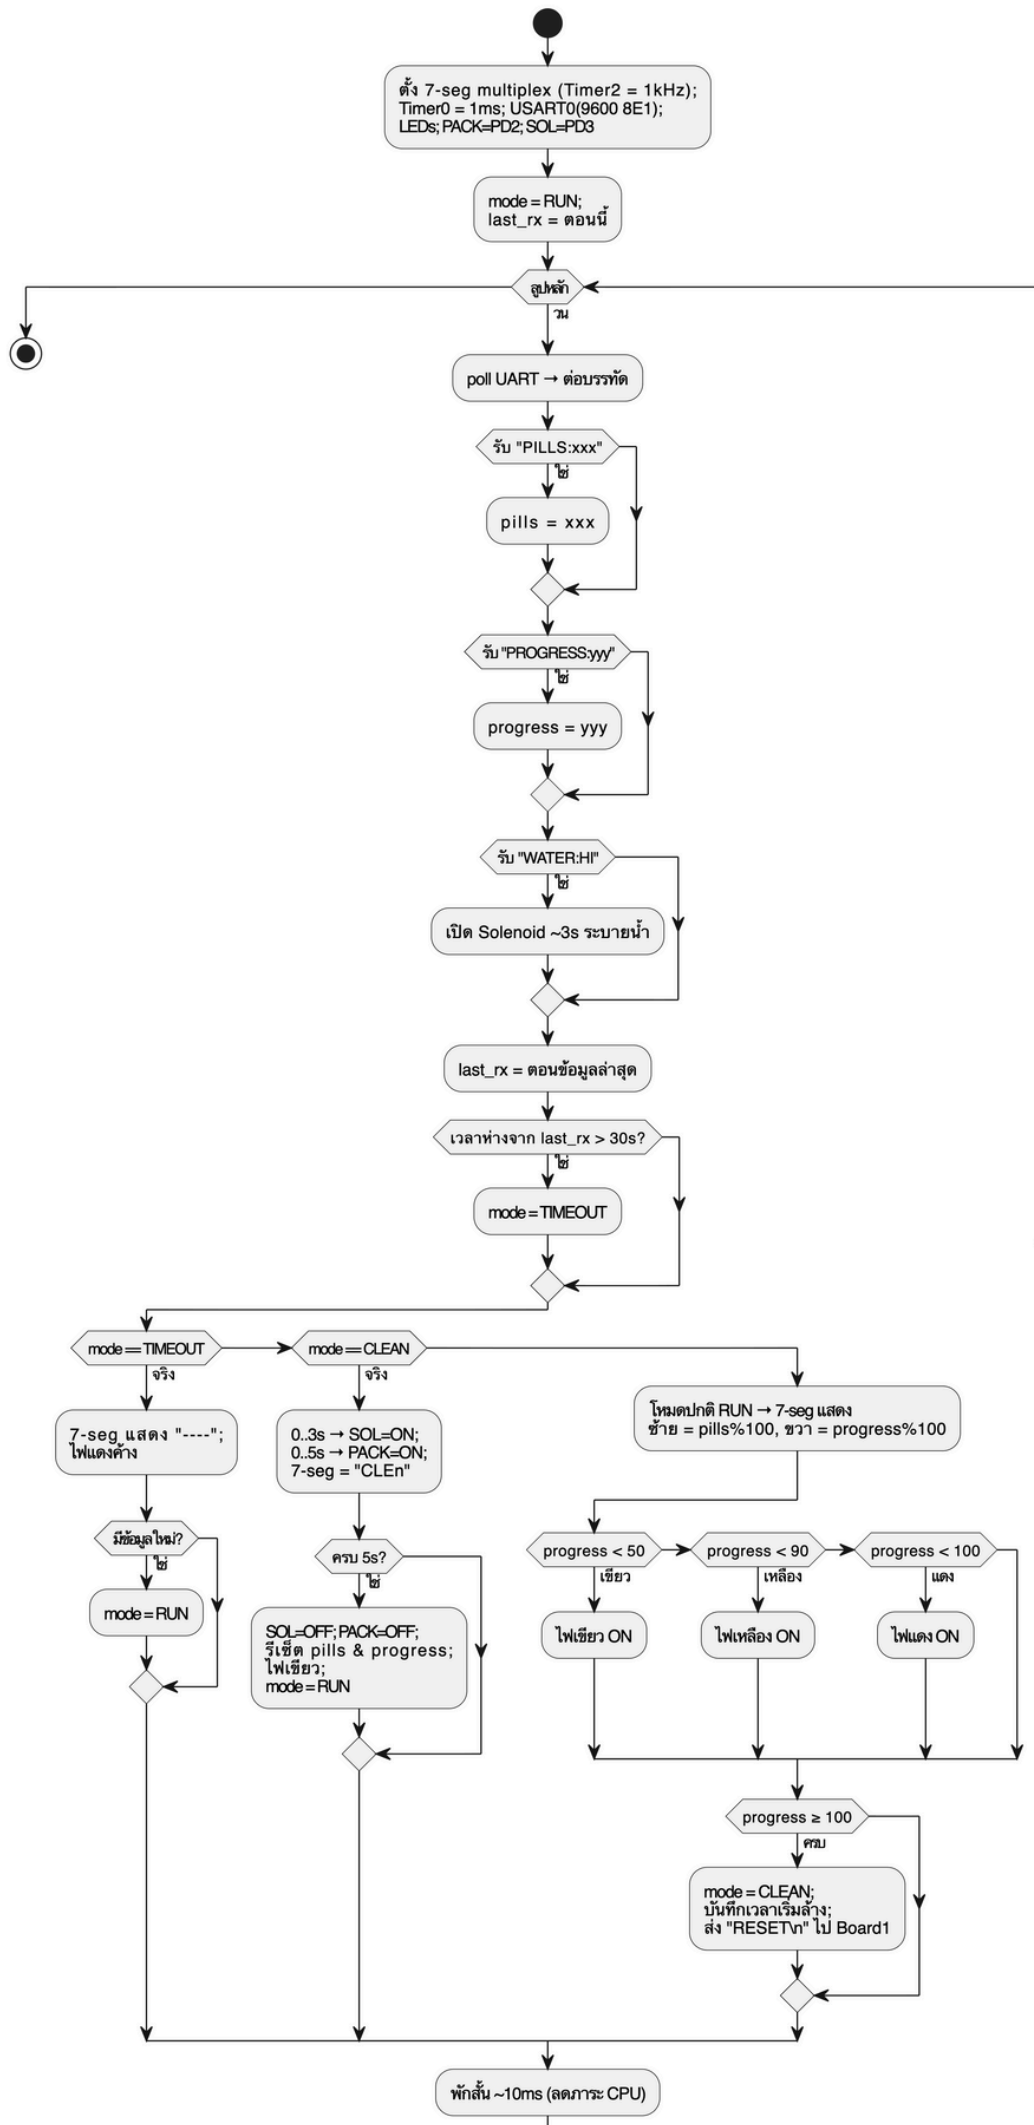 ตั้ง 7-seg multiplex (Timer2 = 1kHz);
Timer0 = 1ms; USART0(9600 8E1);
LEDs; PACK=PD2; SOL=PD3
mode = RUN;
last_rx = ตอนนี้
ลูปหลัก
วน
poll UART → ต่อบรรทัด
รับ "PILLS:xxx"
ใช่
pills = xxx
รับ "PROGRESS:yyy"
ใช่
progress = yyy
รับ "WATER:HI"
ใช่
เปิด Solenoid ~3s ระบายน้ำ
last_rx = ตอนข้อมูลล่าสุด
เวลาห่างจาก last_rx > 30s?
ใช่
mode = TIMEOUT
mode == TIMEOUT
จริง
7-seg แสดง "----";
ไฟแดงค้าง
มีข้อมูลใหม่?
ใช่
mode = RUN
mode == CLEAN
จริง
0..3s → SOL=ON;
0..5s → PACK=ON;
7-seg = "CLEn"
ครบ 5s?
ใช่
SOL=OFF; PACK=OFF;
รีเซ็ต pills & progress;
ไฟเขียว;
mode = RUN
โหมดปกติ RUN → 7-seg แสดง
ซ้าย = pills%100, ขวา = progress%100
progress < 50
เขียว
ไฟเขียว ON
progress < 90
เหลือง
ไฟเหลือง ON
progress < 100
แดง
ไฟแดง ON
progress ≥ 100
ครบ
mode = CLEAN;
บันทึกเวลาเริ่มล้าง;
ส่ง "RESET\n" ไป Board1
พักสั้น ~10ms (ลดภาระ CPU)